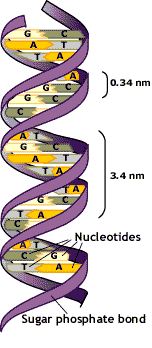 G C
A T
T A
A
0.34 nm
G C
C
G C
A T
G C
A T
3.4 nm
T
T A
G C
T A
A T
Nucleotides
C G
T A
Sugar phosphate bond